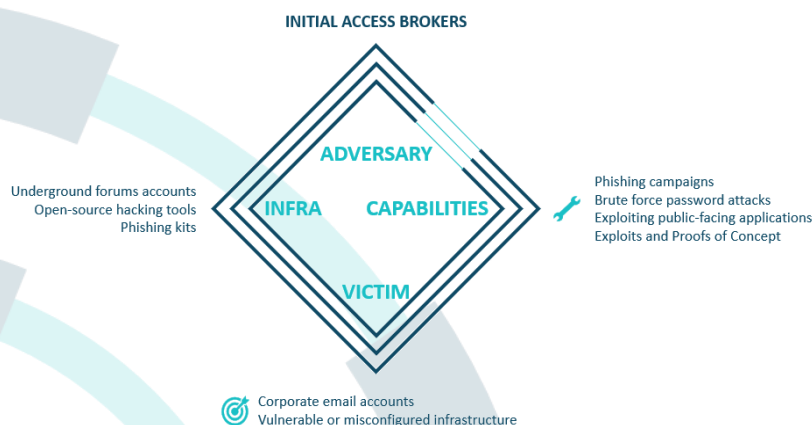 INITIAL ACCESS BROKERS
ADVERSARY
Underground forums accounts
Open-source hacking tools
Phishing kits
INFRA
CAPABILITIES
Phishing campaigns
Brute force password attacks
Exploiting public-facing applications
Exploits and Proofs of Concept
VICTIM
Corporate email accounts
Vulnerable or misconfigured infrastructure